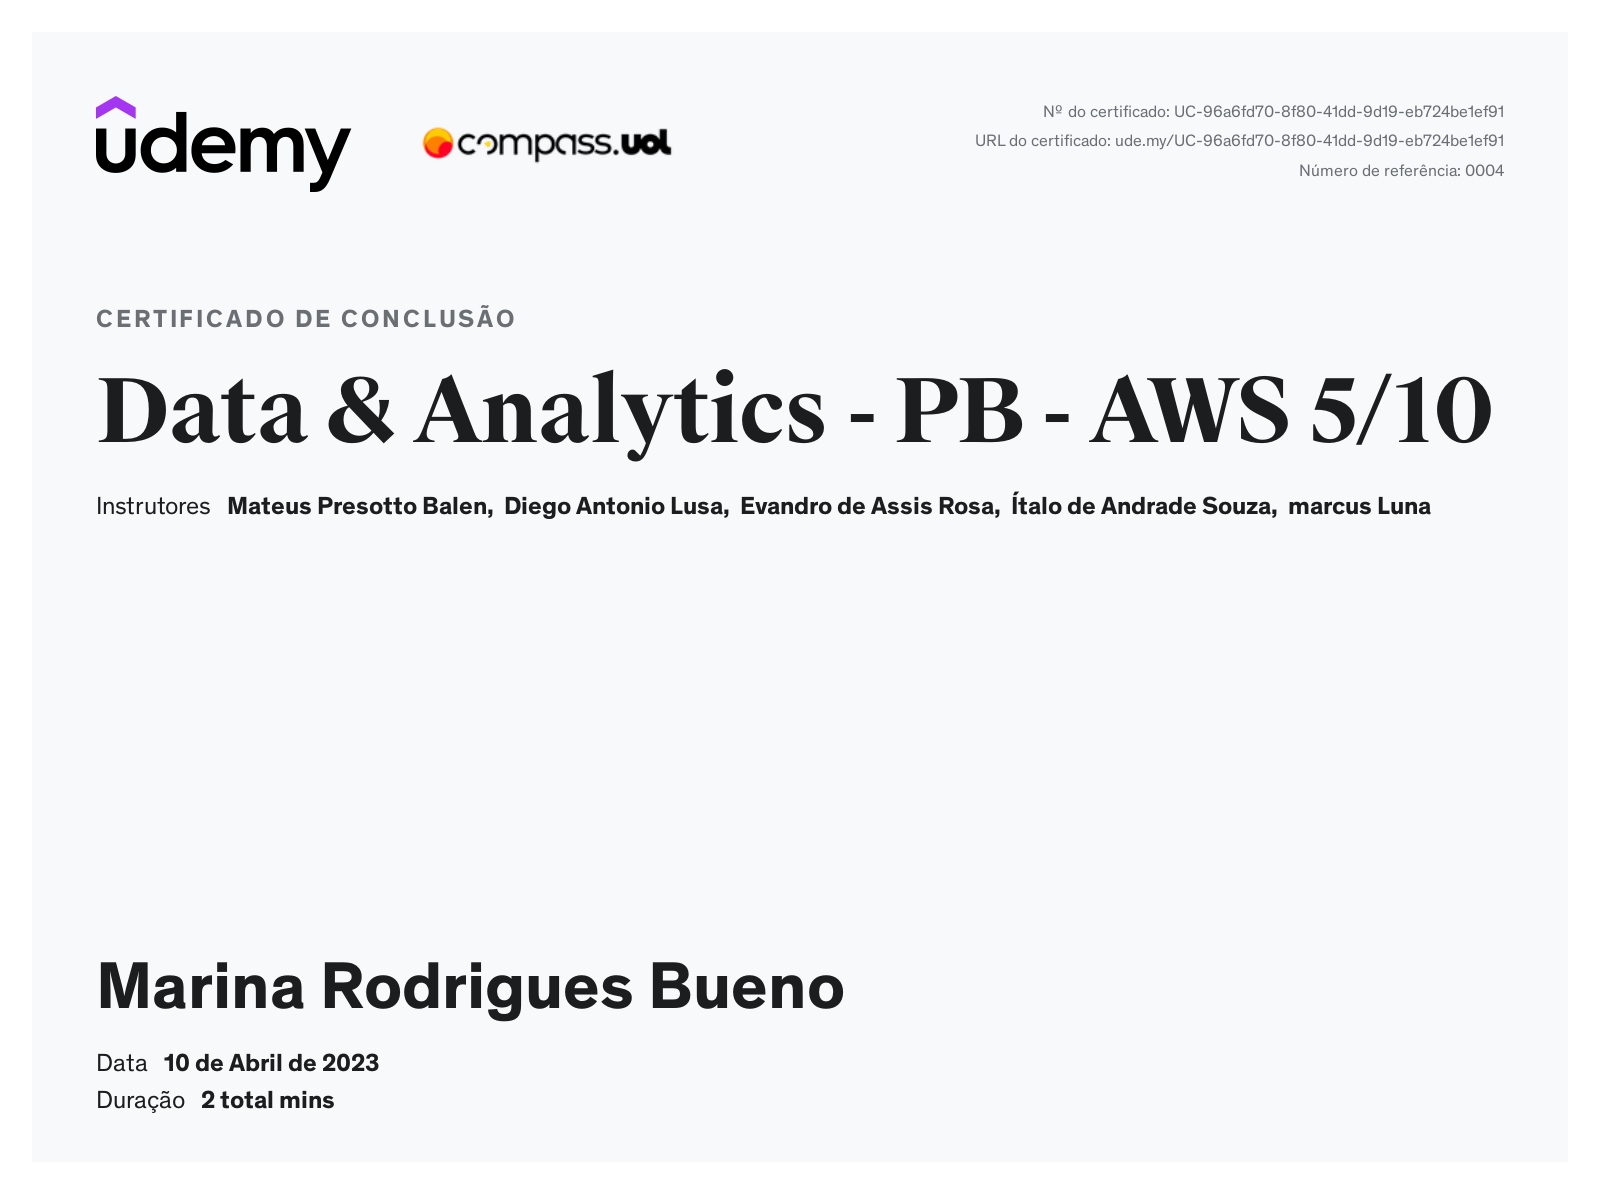 udemy
compass.uol
Nº do certificado: UC-96a6fd70-8f80-41dd-9d19-eb724be1ef91
URL do certificado: ude.my/UC-96a6fd70-8f80-41dd-9d19-eb724be1ef91
Número de referência: 0004
CERTIFICADO DE CONCLUSÃO
Data & Analytics - PB - AWS 5/10
Instrutores Mateus Presotto Balen, Diego Antonio Lusa, Evandro de Assis Rosa, Ítalo de Andrade Souza, marcus Luna
Marina Rodrigues Bueno
Data 10 de Abril de 2023
Duração 2 total mins